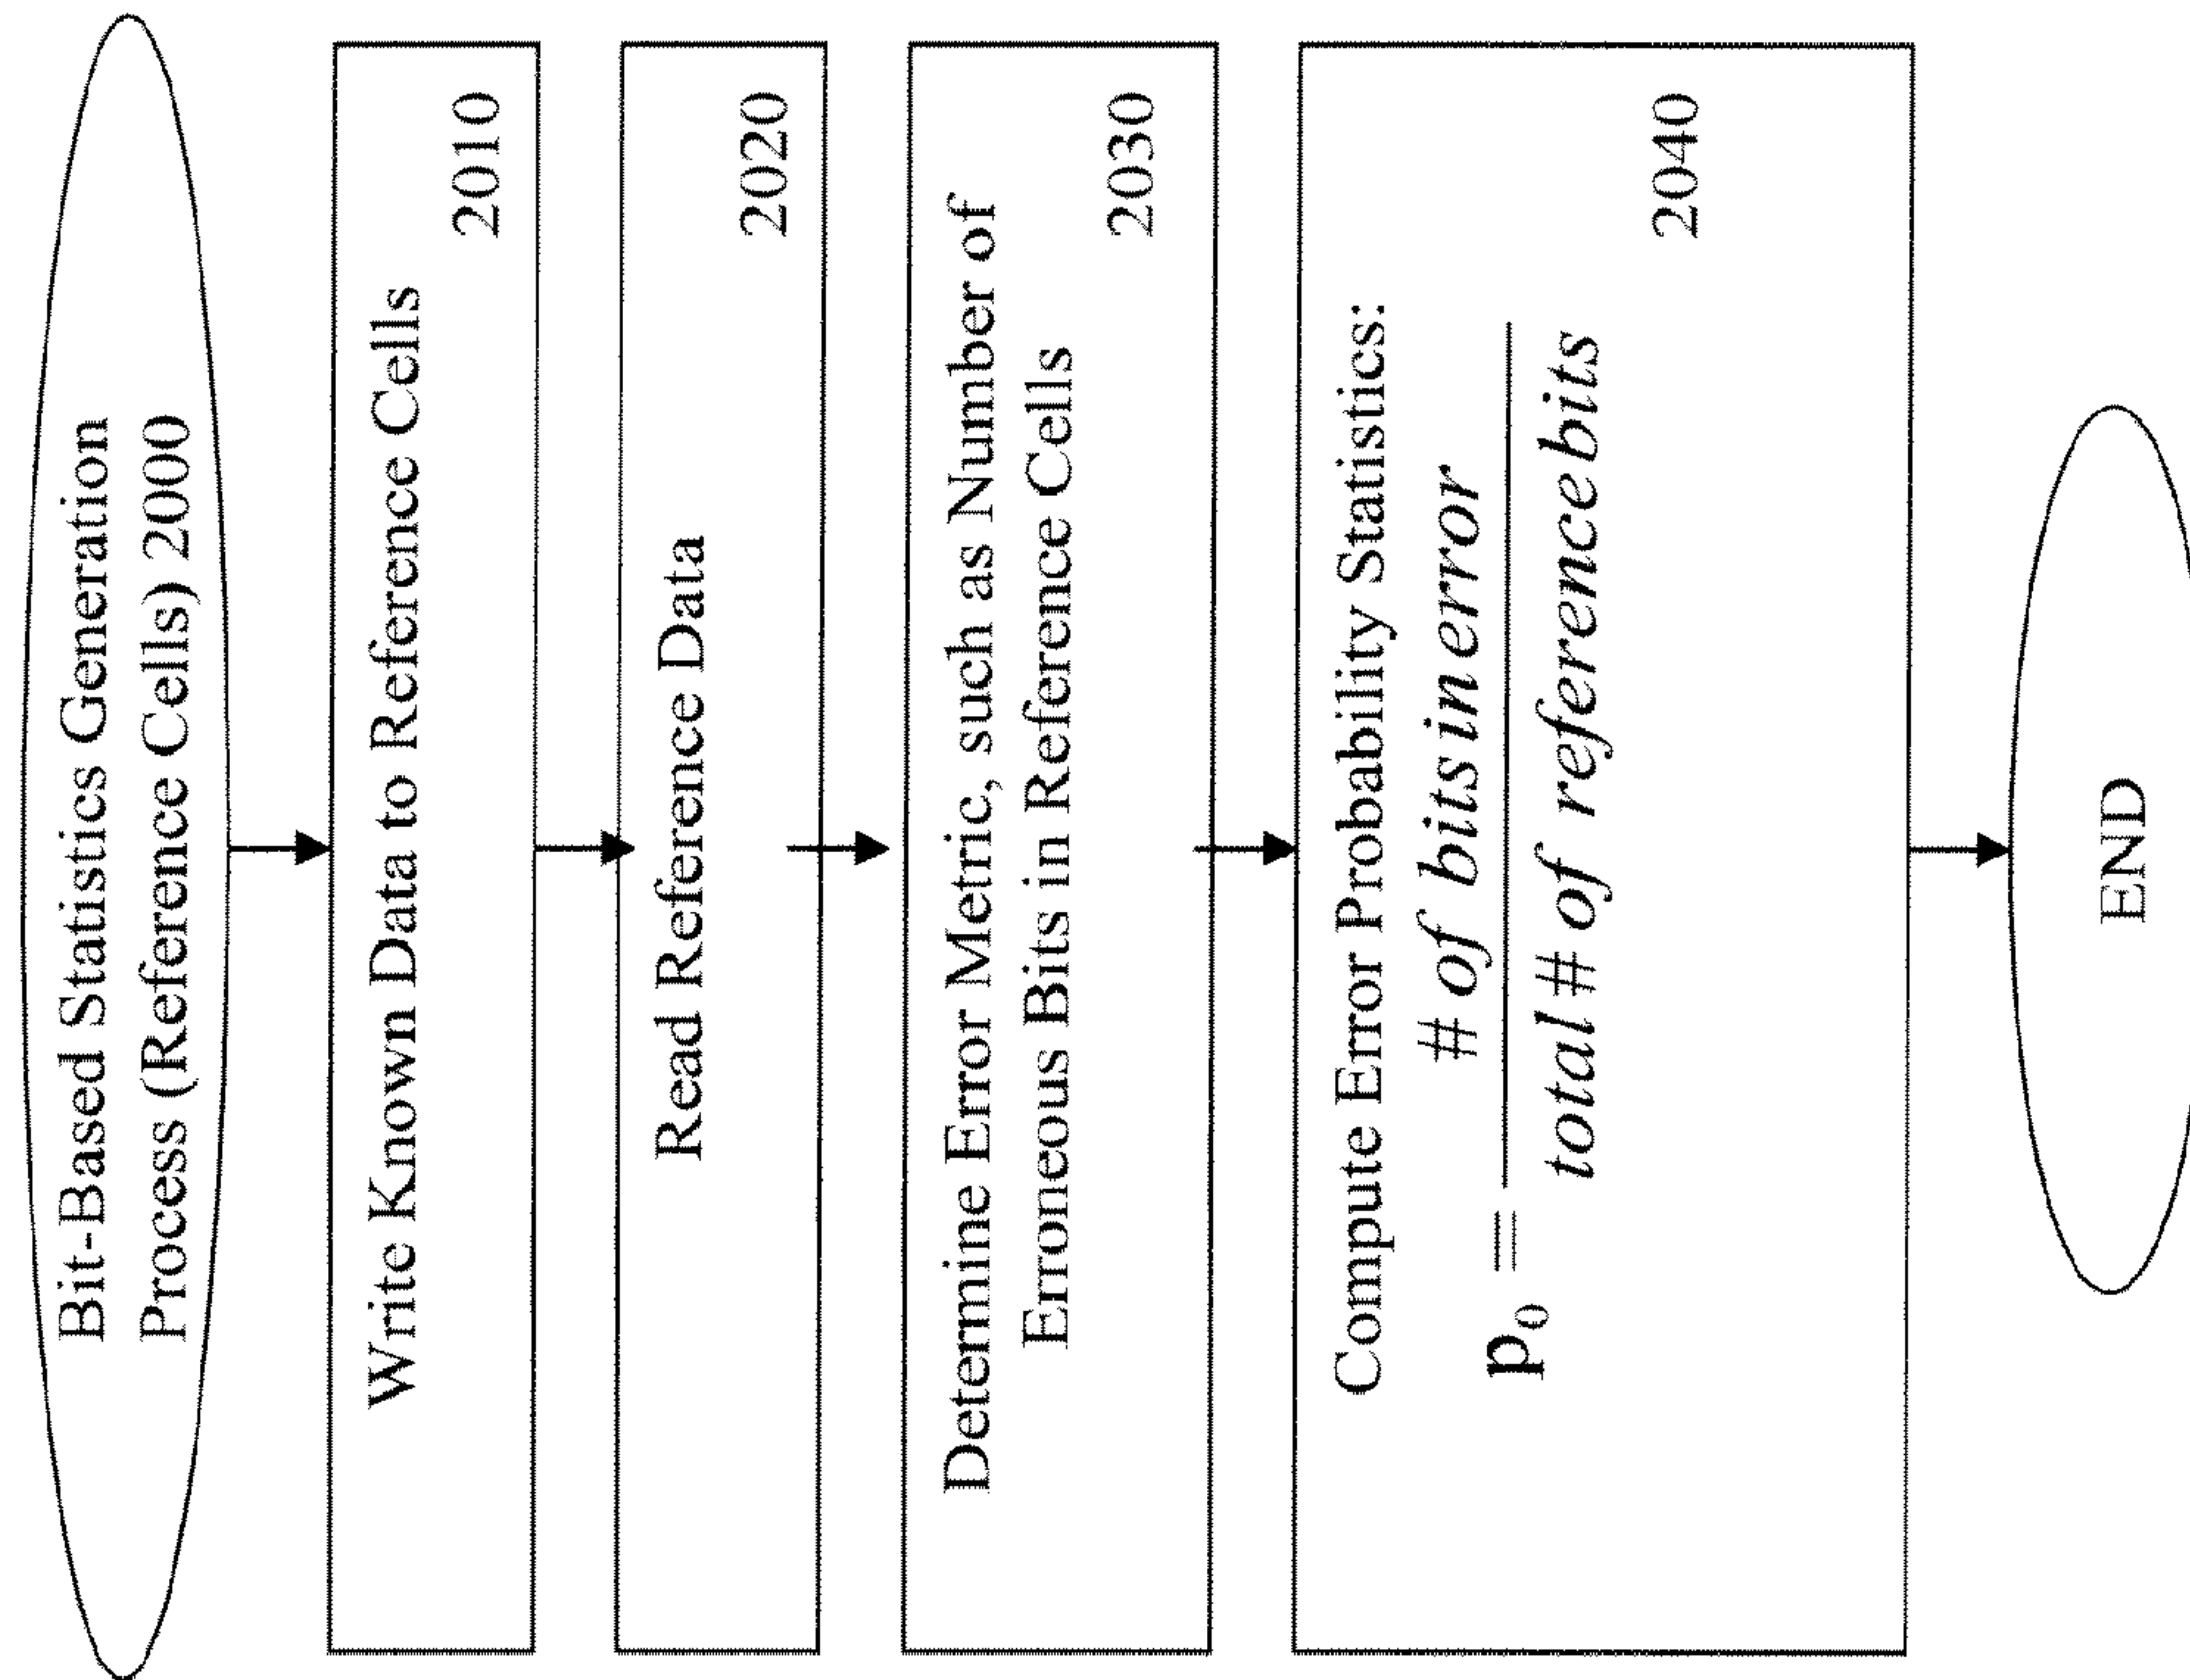 Bit-Based Statistics Generation
Process (Reference Cells) 2000
Write Known Data to Reference Cells
2010
Read Reference Data
2020
Determine Error Metric, such as Number of
Erroneous Bits in Reference Cells
2030
Compute Error Probability Statistics:
# of bits in error
p₀ =
total # of reference bits
2040
END